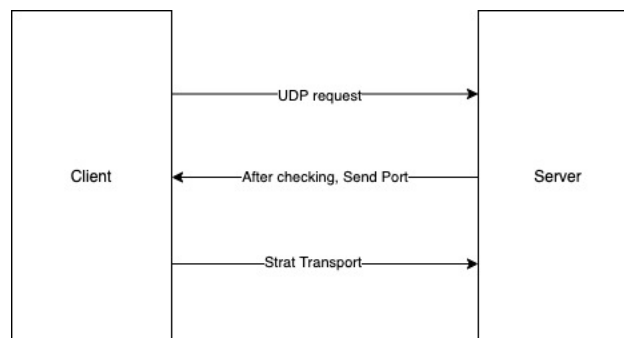 UDP request
Client
After checking, Send Port
Server
Strat Transport